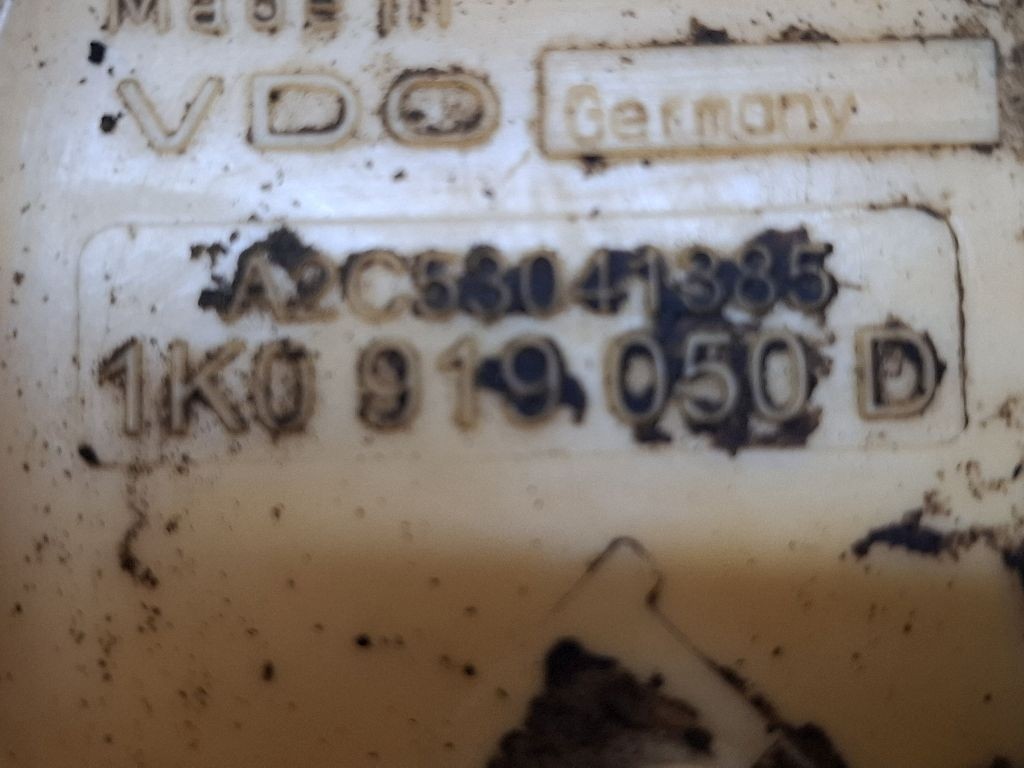 Made in
VDO Germany
A2C53041385
1K0 919 050 D